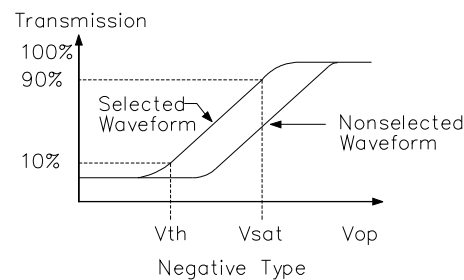 Transmission
100%
90%
Selected
Waveform
Nonselected
Waveform
10%
Vth
Vsat
Vop
Negative Type